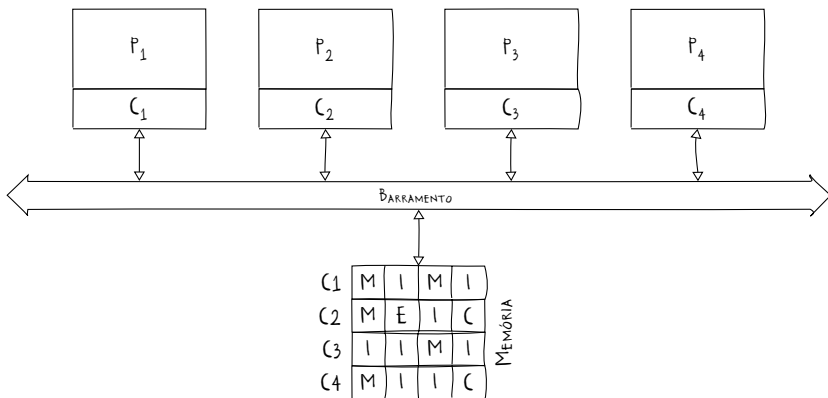 P1 P2 P3 P4
C1 C2 C3 C4
BARRAMENTO
C1 M I M I
C2 M E I C
C3 I I M I
C4 M I I C
MEMÓRIA